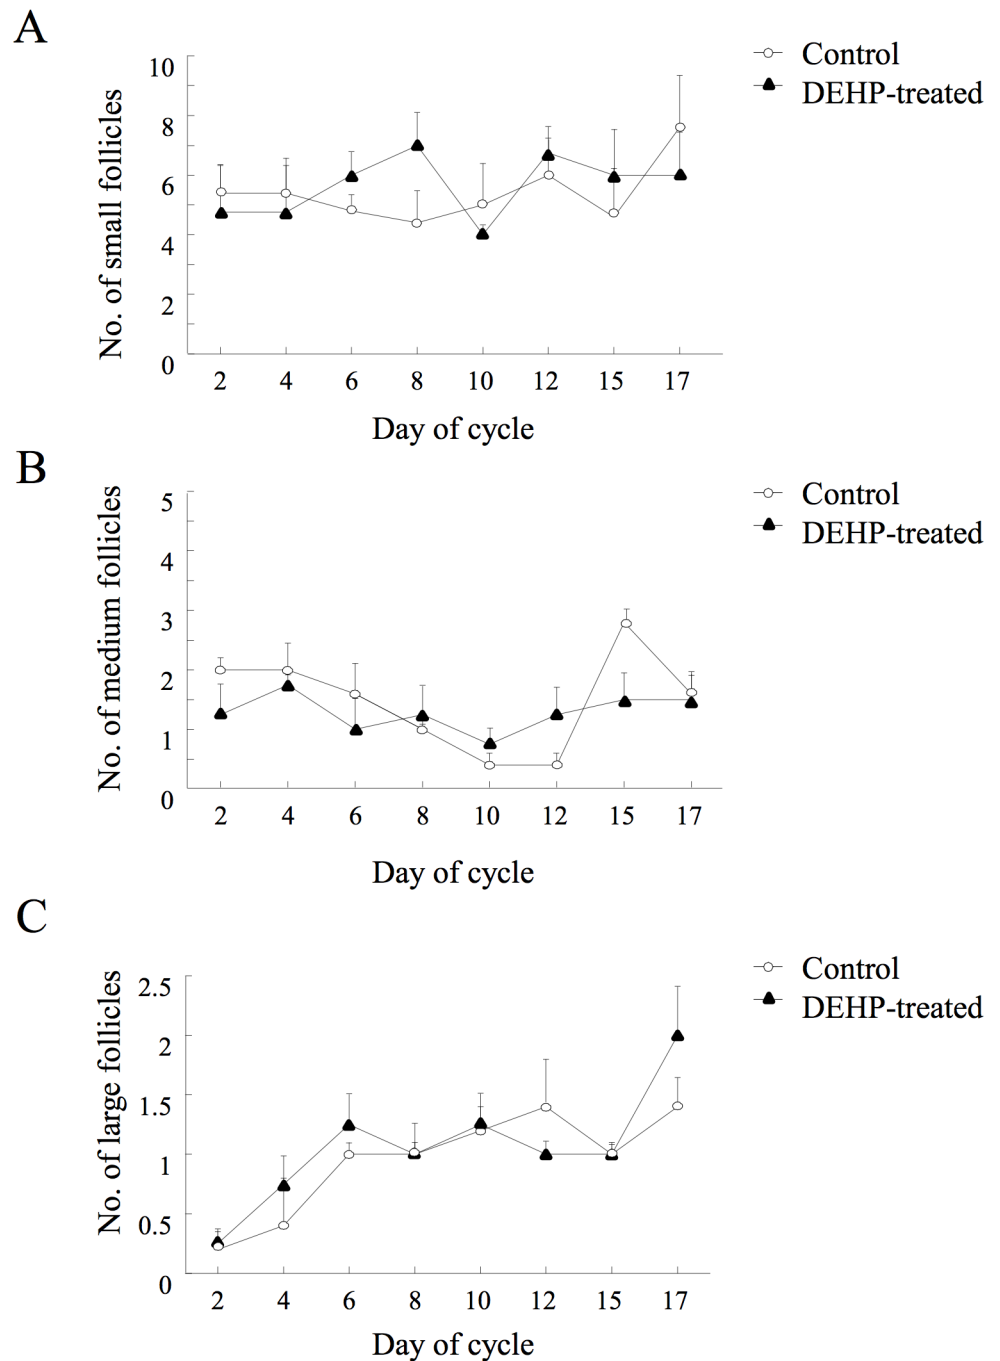 A
No. of small follicles
10
8
6
4
2
0
2 4 6 8 10 12 15 17
Day of cycle
Control
DEHP-treated
B
No. of medium follicles
5
4
3
2
1
0
2 4 6 8 10 12 15 17
Day of cycle
Control
DEHP-treated
C
No. of large follicles
2.5
2
1.5
1
0.5
0
2 4 6 8 10 12 15 17
Day of cycle
Control
DEHP-treated